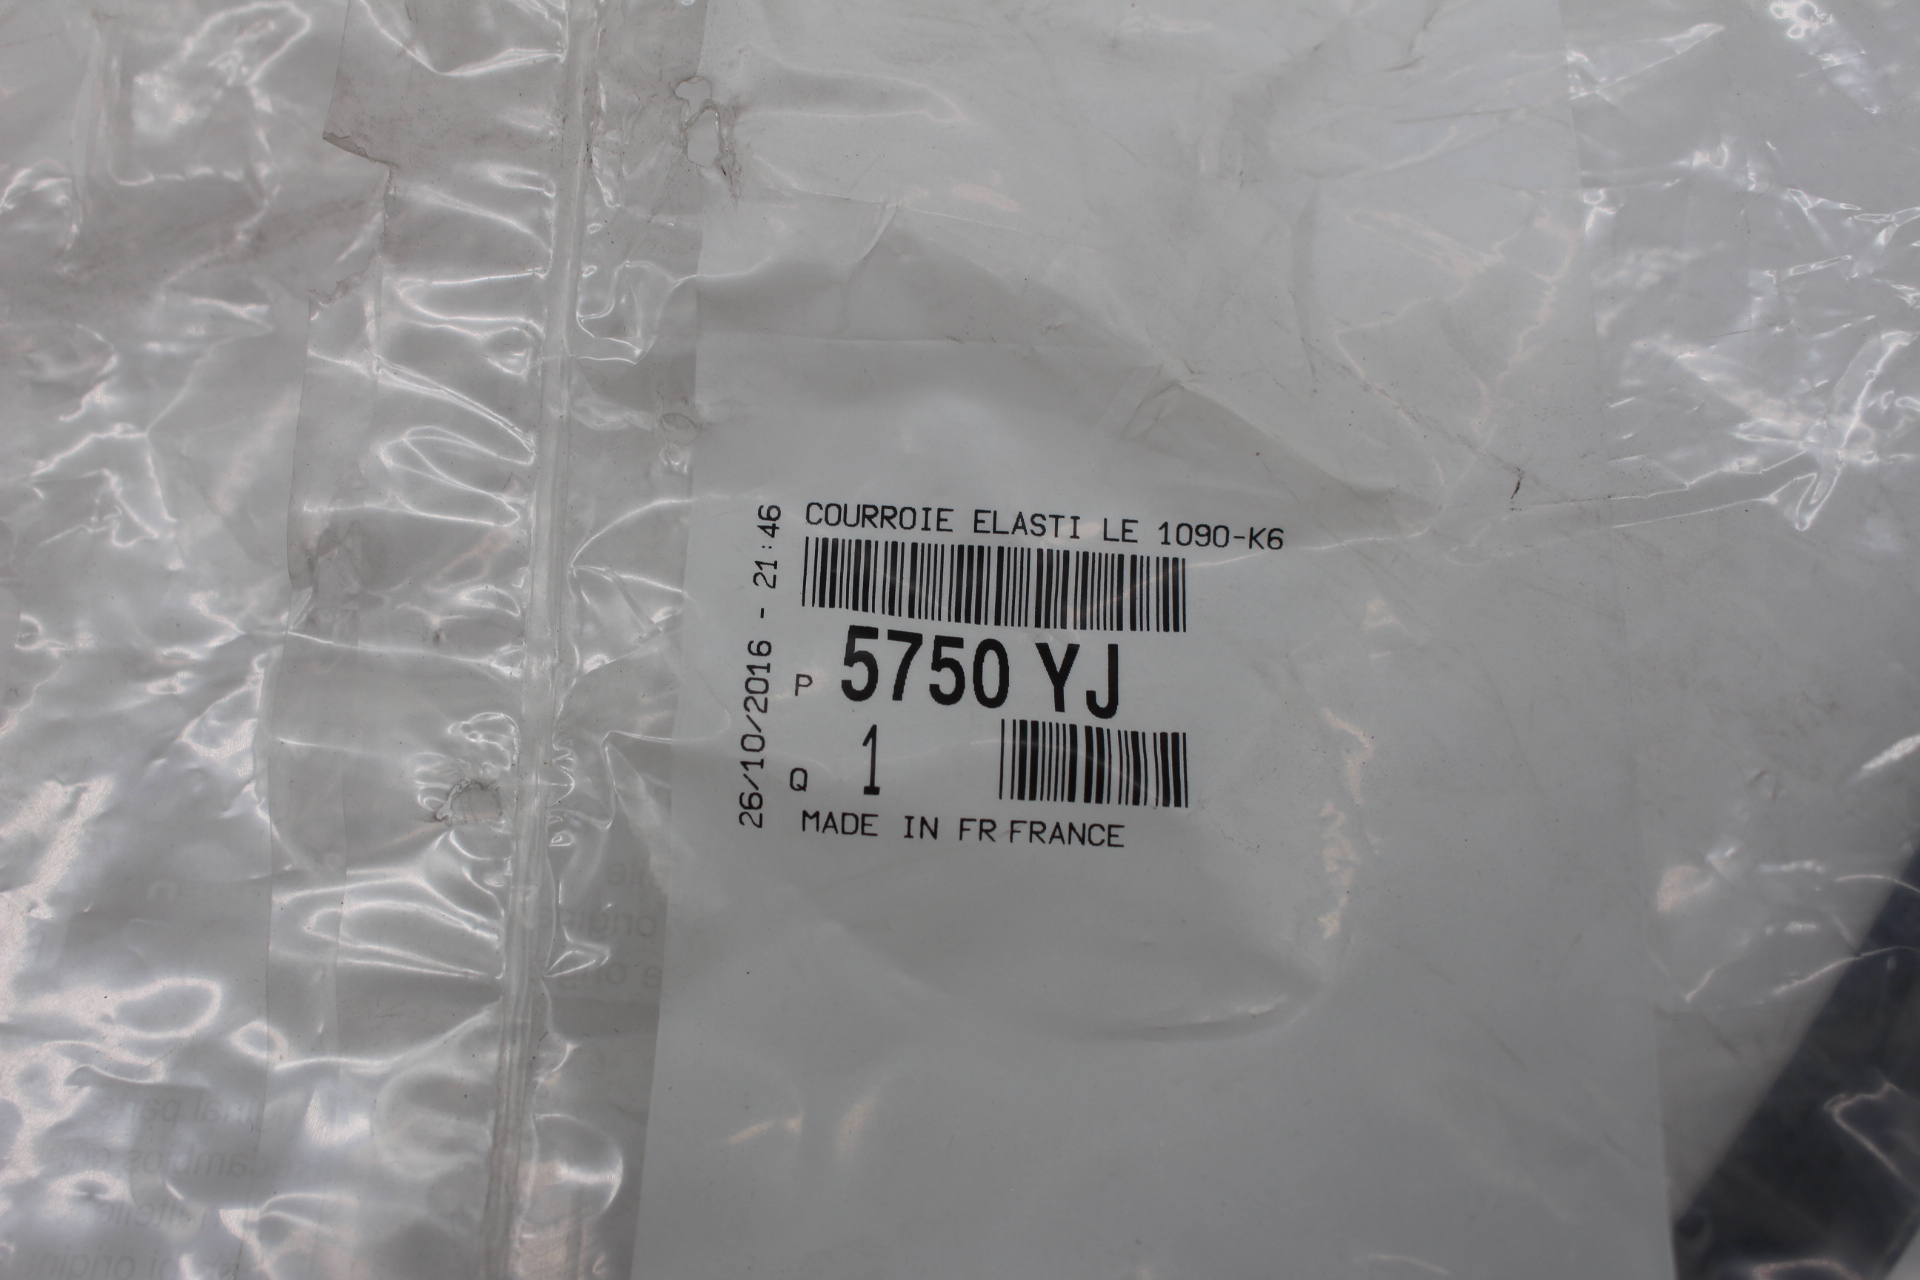 COURROIE ELASTI LE 1090-K6
26/10/2016 - 21:46
P 5750 YJ
Q 1
MADE IN FR FRANCE